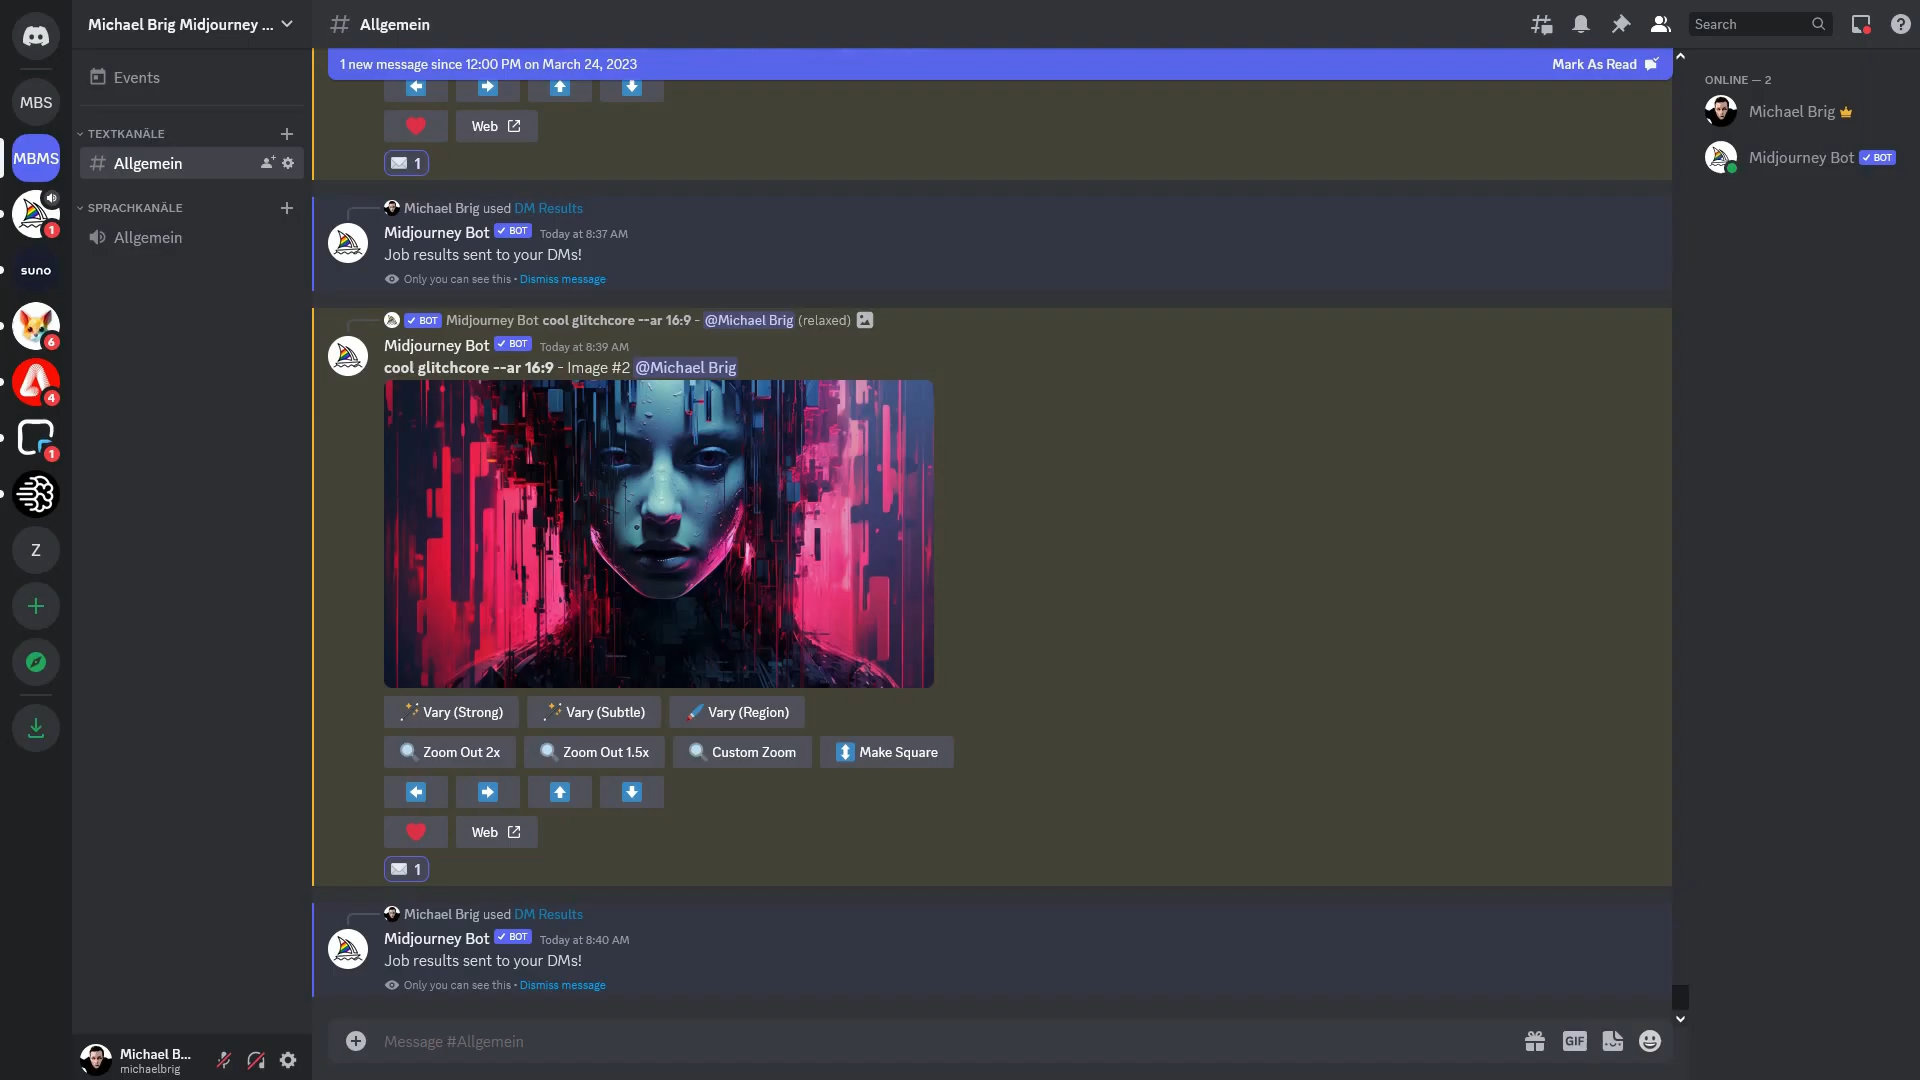 Michael Brig Midjourney ...
Allgemein
Search
MBS
MBMS
1
suno
6
4
1
Z
Events
TEXTKANÄLE
Allgemein
SPRACHKANÄLE
Allgemein
1 new message since 12:00 PM on March 24, 2023
Mark As Read
Web
1
Michael Brig used DM Results
Midjourney Bot BOT Today at 8:37 AM
Job results sent to your DMs!
Only you can see this • Dismiss message
BOT Midjourney Bot cool glitchcore --ar 16:9 - @Michael Brig (relaxed)
Midjourney Bot BOT Today at 8:39 AM
cool glitchcore --ar 16:9 - Image #2 @Michael Brig
Vary (Strong) Vary (Subtle) Vary (Region)
Zoom Out 2x Zoom Out 1.5x Custom Zoom Make Square
Web
1
Michael Brig used DM Results
Midjourney Bot BOT Today at 8:40 AM
Job results sent to your DMs!
Only you can see this • Dismiss message
Message #Allgemein
GIF
ONLINE — 2
Michael Brig
Midjourney Bot BOT
Michael B...
michaelbrig